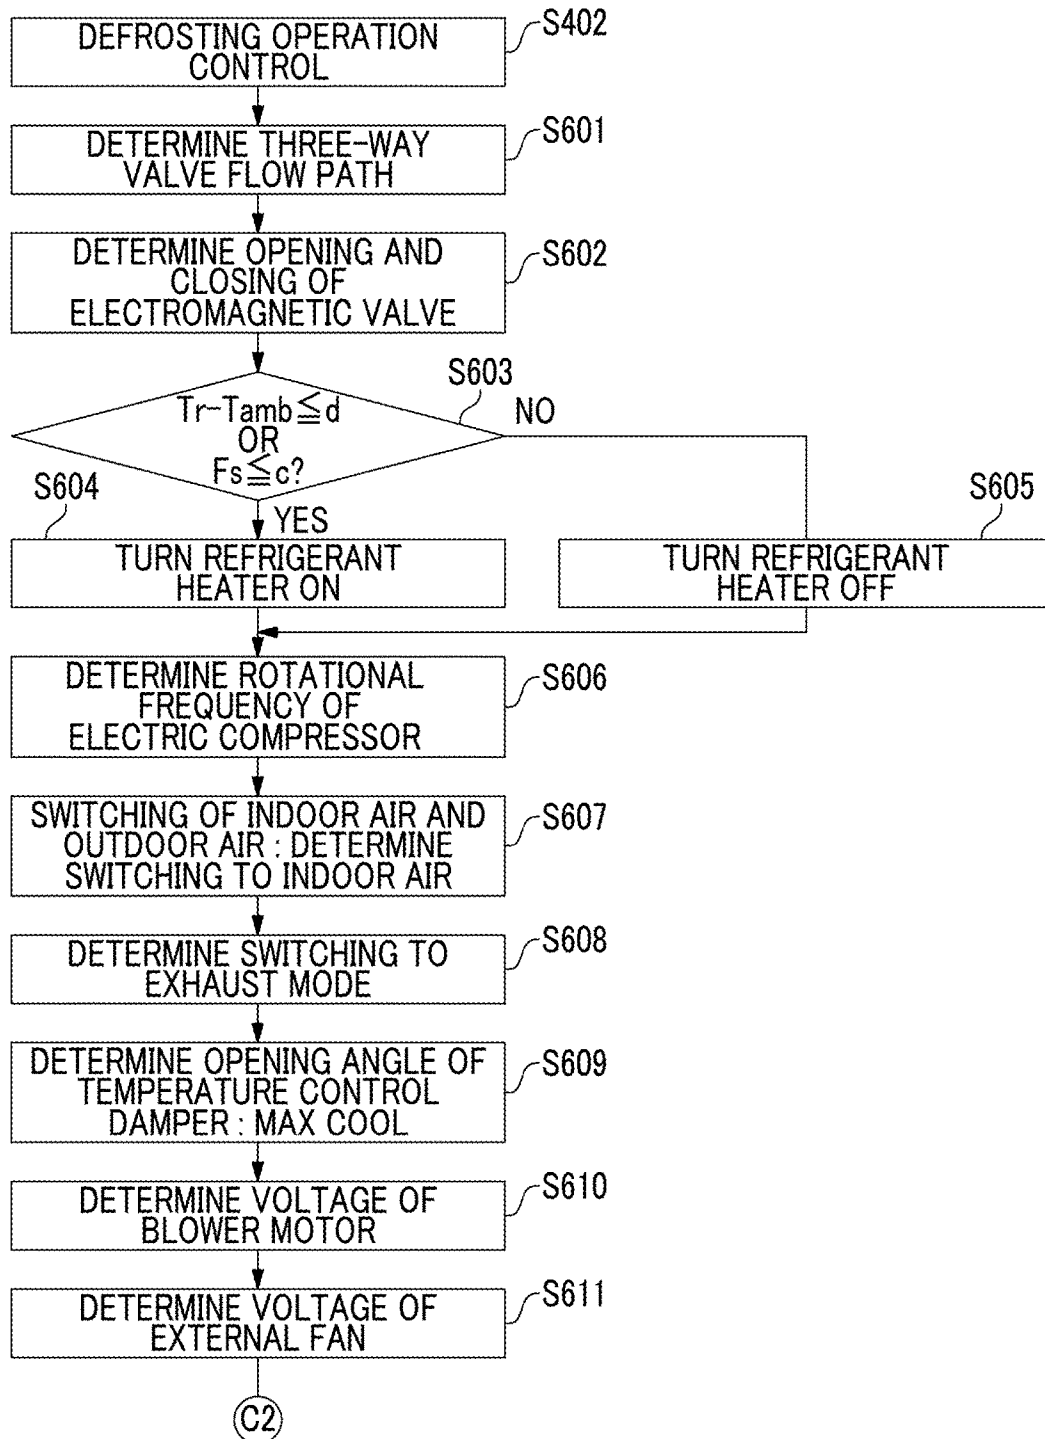 DEFROSTING OPERATION
CONTROL
S402
DETERMINE THREE-WAY
VALVE FLOW PATH
S601
DETERMINE OPENING AND
CLOSING OF
ELECTROMAGNETIC VALVE
S602
Tr-Tamb≦d
OR
Fs≦c?
S603
NO
YES
S604
TURN REFRIGERANT
HEATER ON
S605
TURN REFRIGERANT
HEATER OFF
DETERMINE ROTATIONAL
FREQUENCY OF
ELECTRIC COMPRESSOR
S606
SWITCHING OF INDOOR AIR AND
OUTDOOR AIR : DETERMINE
SWITCHING TO INDOOR AIR
S607
DETERMINE SWITCHING TO
EXHAUST MODE
S608
DETERMINE OPENING ANGLE OF
TEMPERATURE CONTROL
DAMPER : MAX COOL
S609
DETERMINE VOLTAGE OF
BLOWER MOTOR
S610
DETERMINE VOLTAGE OF
EXTERNAL FAN
S611
C2